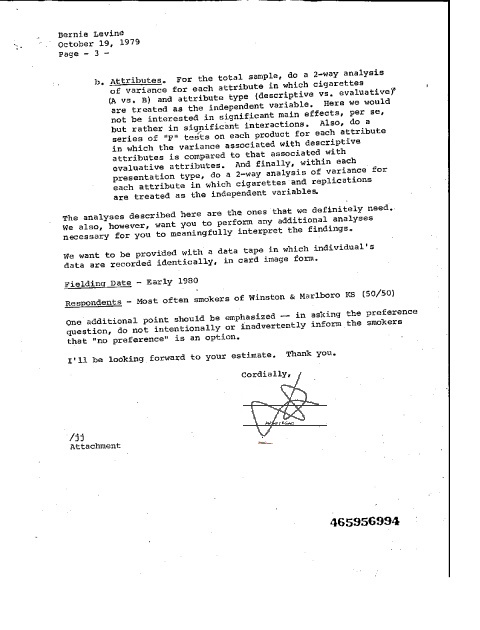 Bernie Levine
October 19, 1979
Page - 3 -
b. Attributes. For the total sample, do a 2-way analysis
of variance for each attribute in which cigarettes
(A vs. B) and attribute type (descriptive vs. evaluative)
are treated as the independent variable. Here we would
not be interested in significant main effects, per se,
but rather in significant interactions. Also, do a
series of "F" tests on each product for each attribute
in which the variance associated with descriptive
attributes is compared to that associated with
evaluative attributes. And finally, within each
presentation type, do a 2-way analysis of variance for
each attribute in which cigarettes and replications
are treated as the independent variables.
The analyses described here are the ones that we definitely need.
We also, however, want you to perform any additional analyses
necessary for you to meaningfully interpret the findings.
We want to be provided with a data tape in which individual's
data are recorded identically, in card image form.
Fielding Date - Early 1980
Respondents - Most often smokers of Winston & Marlboro KS (50/50)
One additional point should be emphasized -- in asking the preference
question, do not intentionally or inadvertently inform the smokers
that "no preference" is an option.
I'll be looking forward to your estimate. Thank you.
Cordially,
/jj
Attachment
465956994